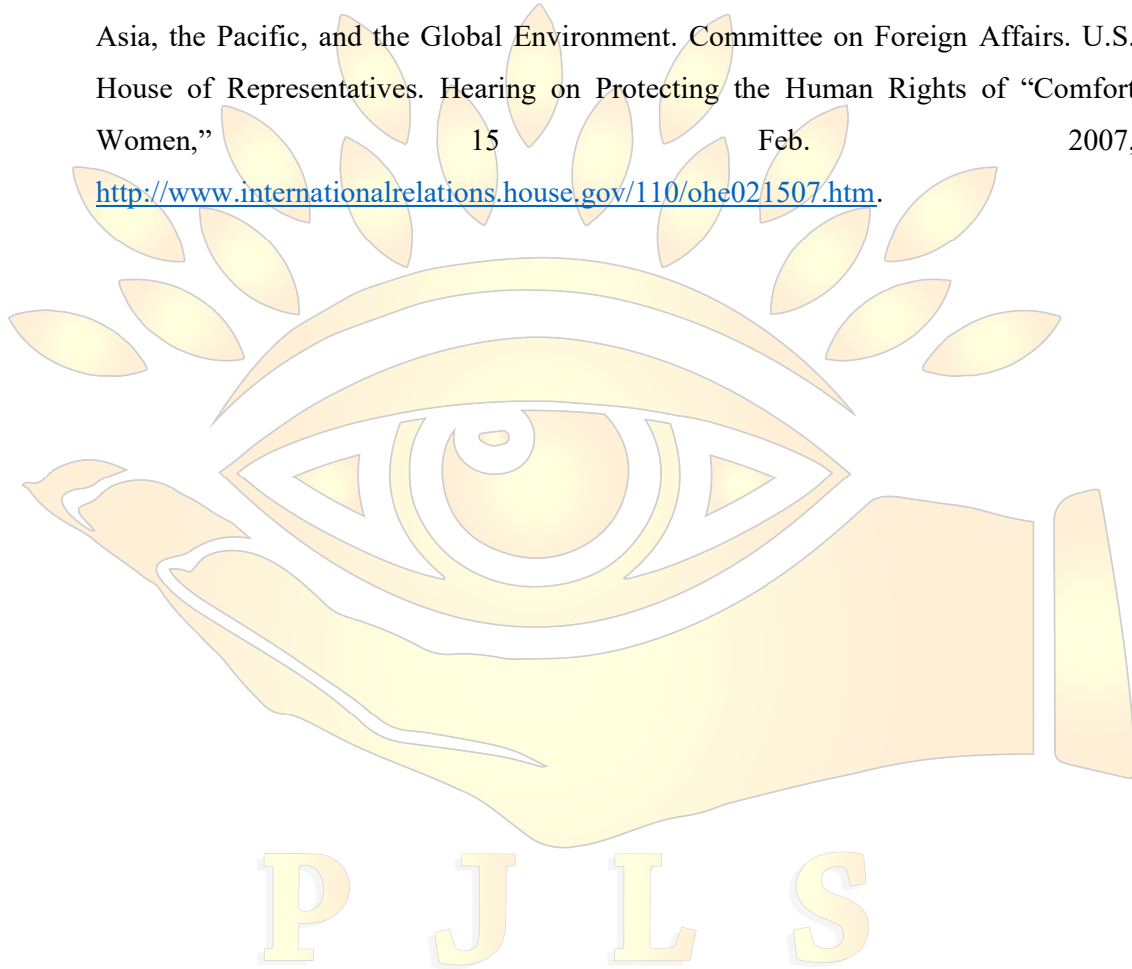 Asia, the Pacific, and the Global Environment. Committee on Foreign Affairs. U.S.
House of Representatives. Hearing on Protecting the Human Rights of “Comfort
Women,” 15 Feb. 2007,
http://www.internationalrelations.house.gov/110/ohe021507.htm.
P J L S